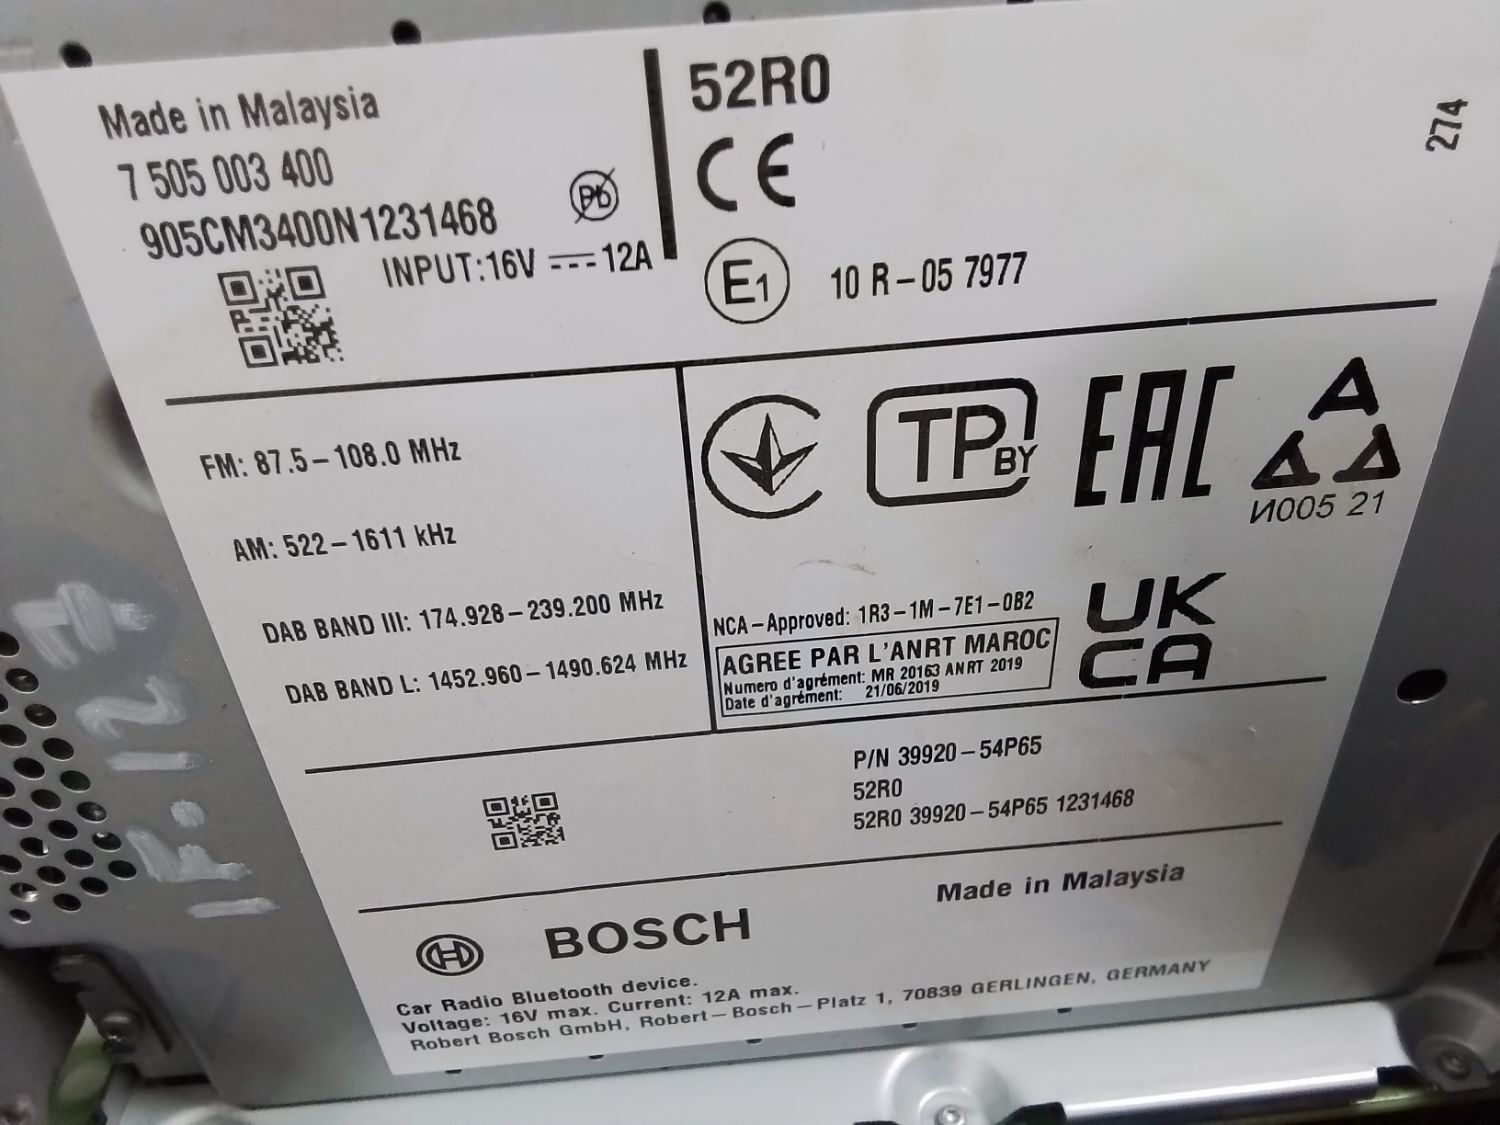 Made in Malaysia
7 505 003 400
905CM3400N1231468
Pb
INPUT:16V 12A
52R0
CE
E1
10 R-05 7977
274
FM: 87.5-108.0 MHz
AM: 522-1611 kHz
DAB BAND III: 174.928-239.200 MHz
DAB BAND L: 1452.960-1490.624 MHz
TP BY
EAC
И005 21
NCA-Approved: 1R3-1M-7E1-0B2
AGREE PAR L'ANRT MAROC
Numero d'agrément: MR 20163 ANRT 2019
Date d'agrément: 21/06/2019
UK
CA
P/N 39920-54P65
52R0
52R0 39920-54P65 1231468
Made in Malaysia
BOSCH
Car Radio Bluetooth device.
Voltage: 16V max. Current: 12A max.
Robert Bosch GmbH, Robert-Bosch-Platz 1, 70839 GERLINGEN, GERMANY